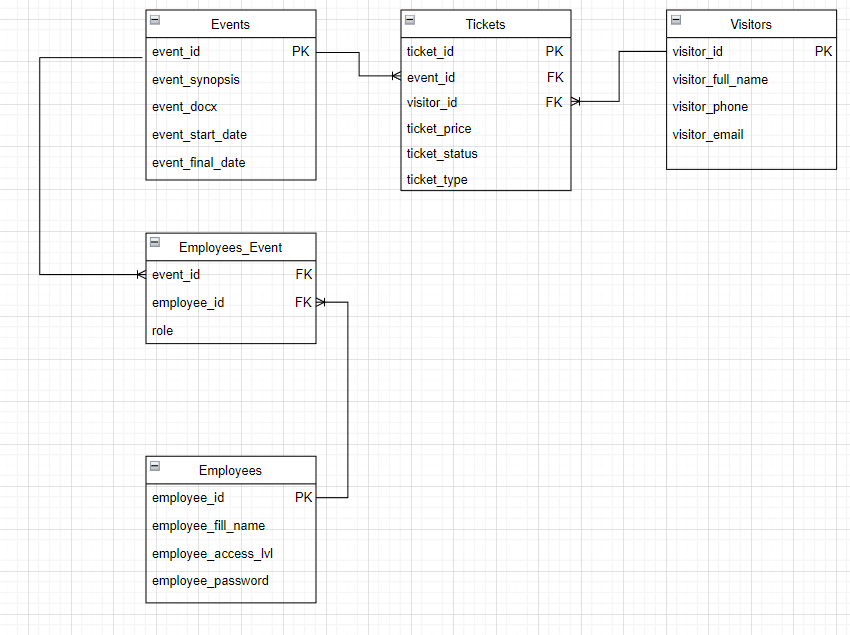 Events
event_id PK
event_synopsis
event_docx
event_start_date
event_final_date
Tickets
ticket_id PK
event_id FK
visitor_id FK
ticket_price
ticket_status
ticket_type
Visitors
visitor_id PK
visitor_full_name
visitor_phone
visitor_email
Employees_Event
event_id FK
employee_id FK
role
Employees
employee_id PK
employee_fill_name
employee_access_lvl
employee_password